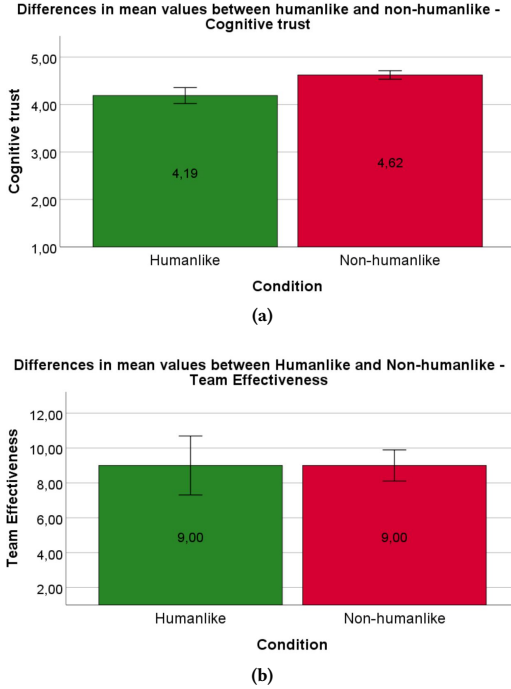 Differences in mean values between humanlike and non-humanlike -
Cognitive trust
5,00
4,00
3,00
2,00
1,00
Cognitive trust
4,19
4,62
Humanlike
Non-humanlike
Condition
(a)
Differences in mean values between Humanlike and Non-humanlike -
Team Effectiveness
12,00
10,00
8,00
6,00
4,00
2,00
Team Effectiveness
9,00
9,00
Humanlike
Non-humanlike
Condition
(b)